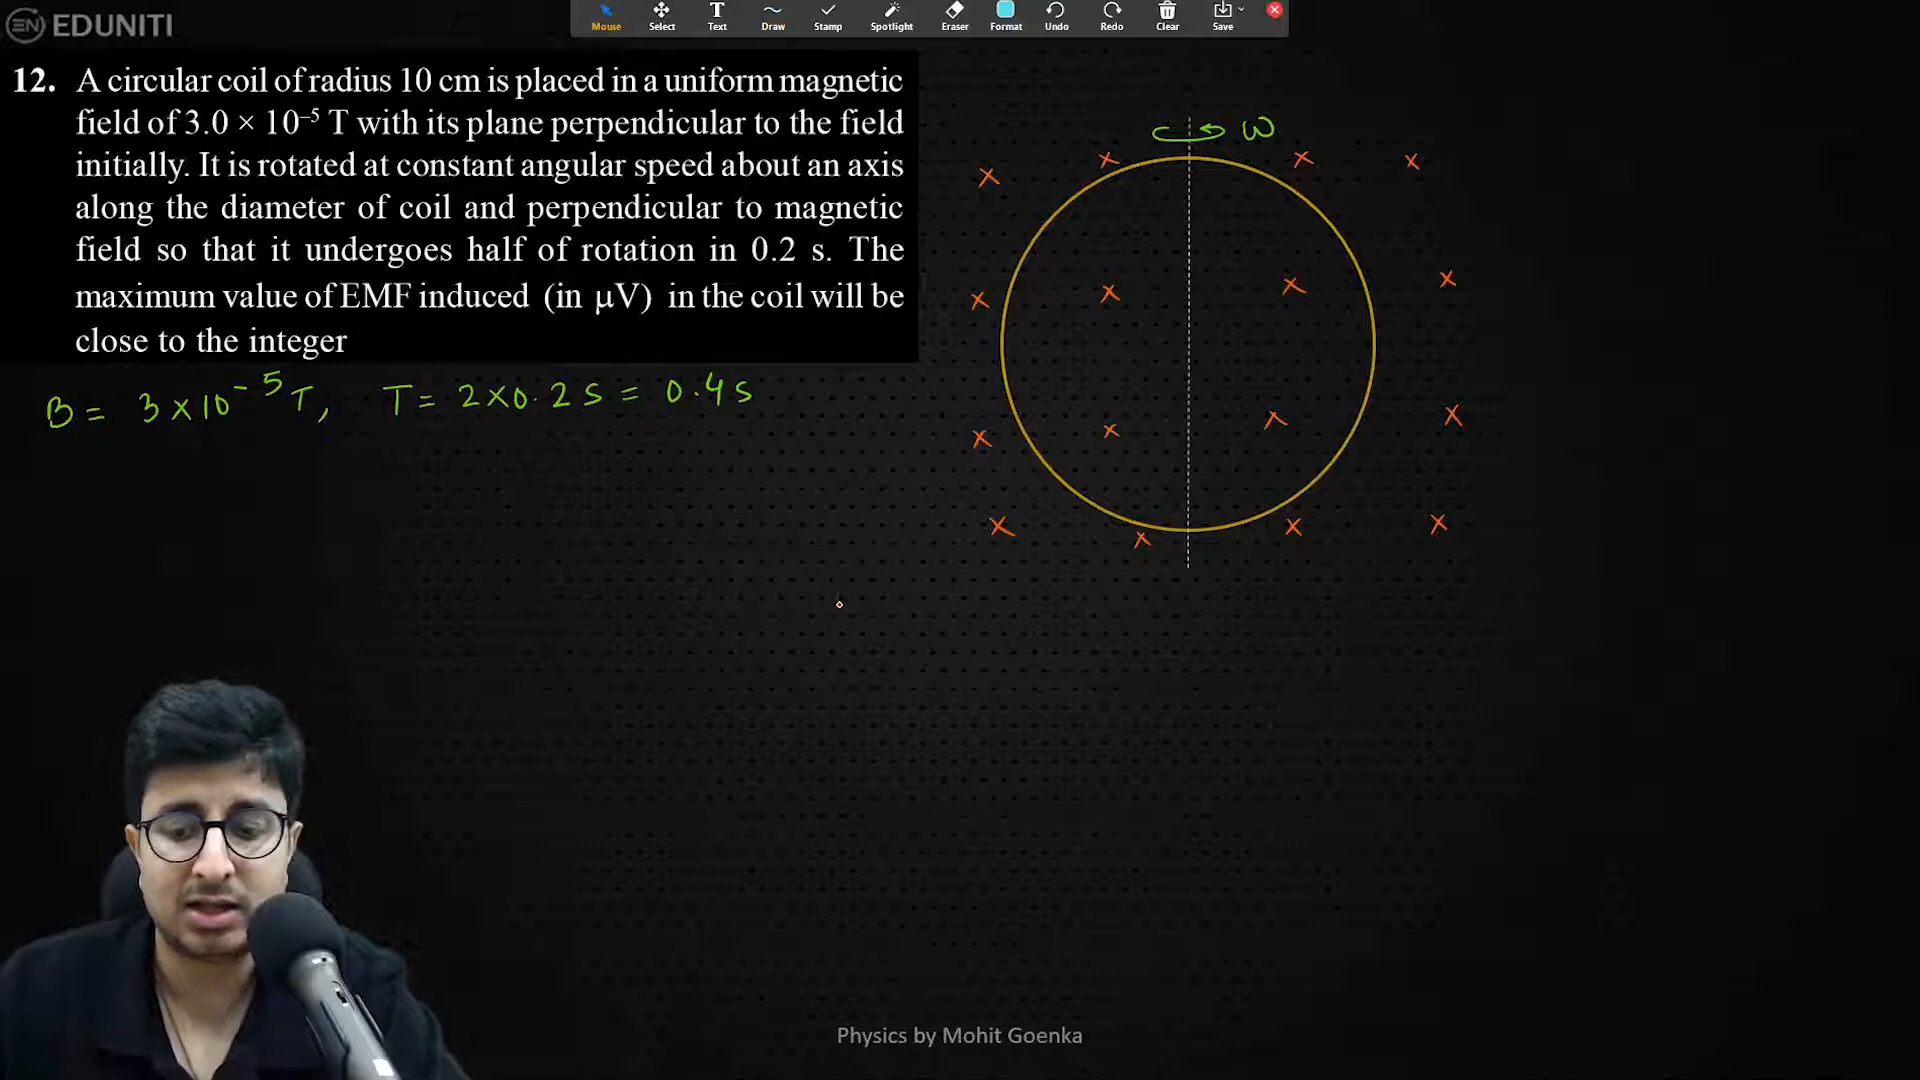 EN EDUNITI
Mouse Select Text Draw Stamp Spotlight Eraser Format Undo Redo Clear Save
12. A circular coil of radius 10 cm is placed in a uniform magnetic
field of 3.0 × 10⁻⁵ T with its plane perpendicular to the field
initially. It is rotated at constant angular speed about an axis
along the diameter of coil and perpendicular to magnetic
field so that it undergoes half of rotation in 0.2 s. The
maximum value of EMF induced (in μV) in the coil will be
close to the integer
B = 3 × 10⁻⁵ T, T = 2×0.2 s = 0.4 s
ω
Physics by Mohit Goenka